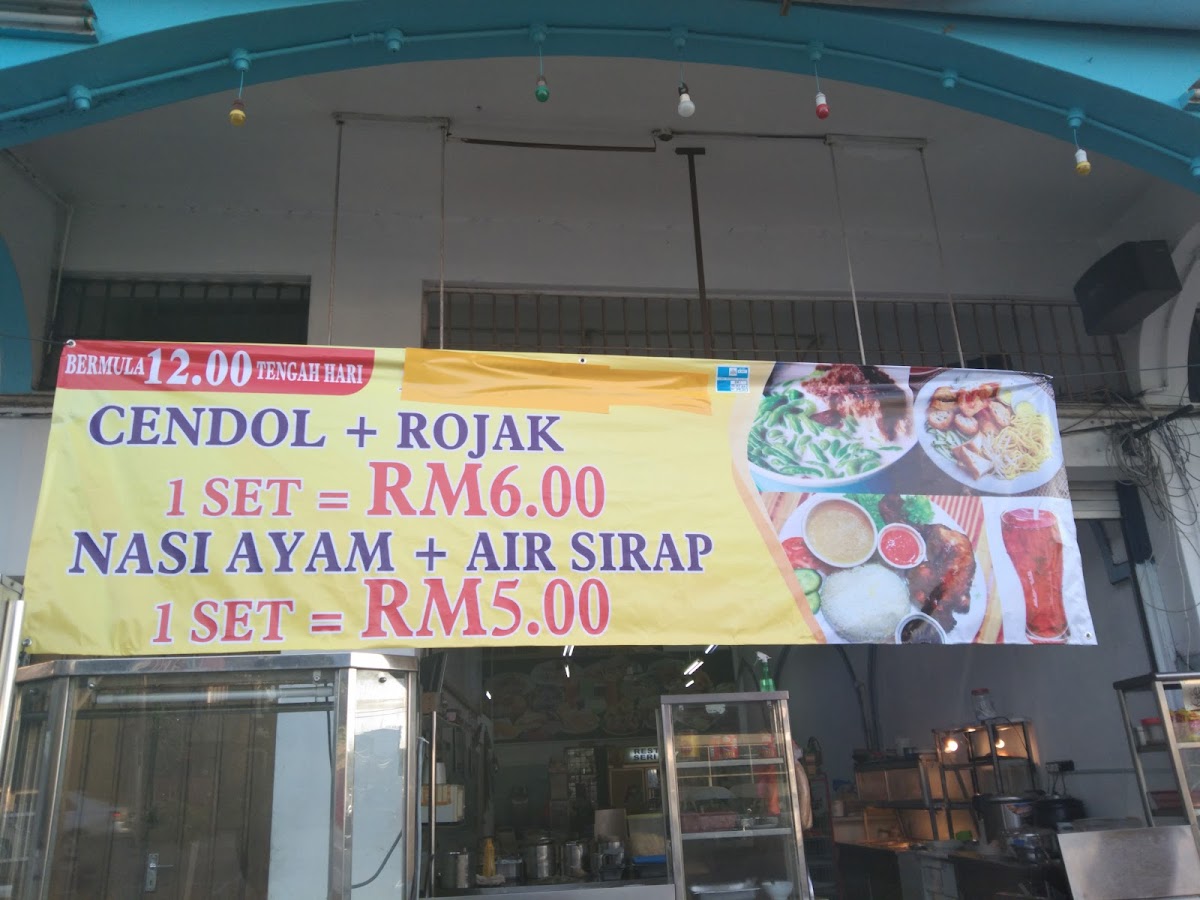 BERMULA 12.00 TENGAH HARI
CENDOL + ROJAK
1 SET = RM6.00
NASI AYAM + AIR SIRAP
1 SET = RM5.00